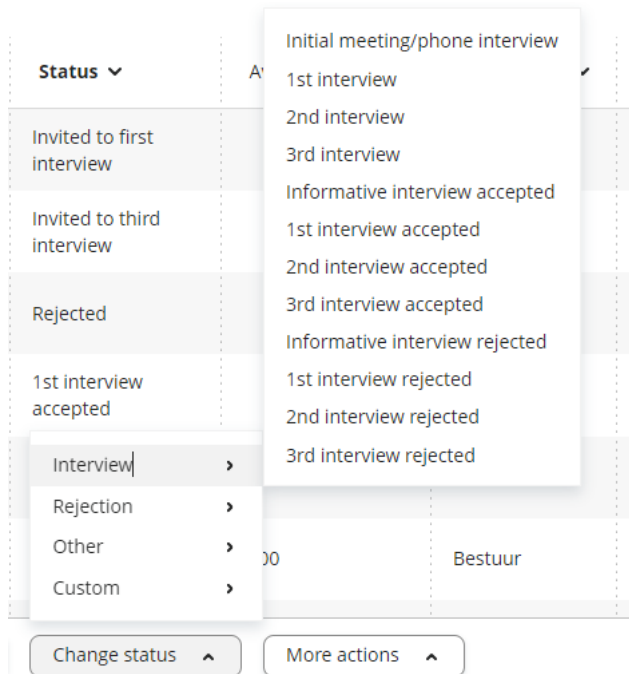 Status
Invited to first
interview
Invited to third
interview
Rejected
1st interview
accepted
Initial meeting/phone interview
1st interview
2nd interview
3rd interview
Informative interview accepted
1st interview accepted
2nd interview accepted
3rd interview accepted
Informative interview rejected
1st interview rejected
2nd interview rejected
3rd interview rejected
Interview
Rejection
Other
Custom
Bestuur
Change status
More actions